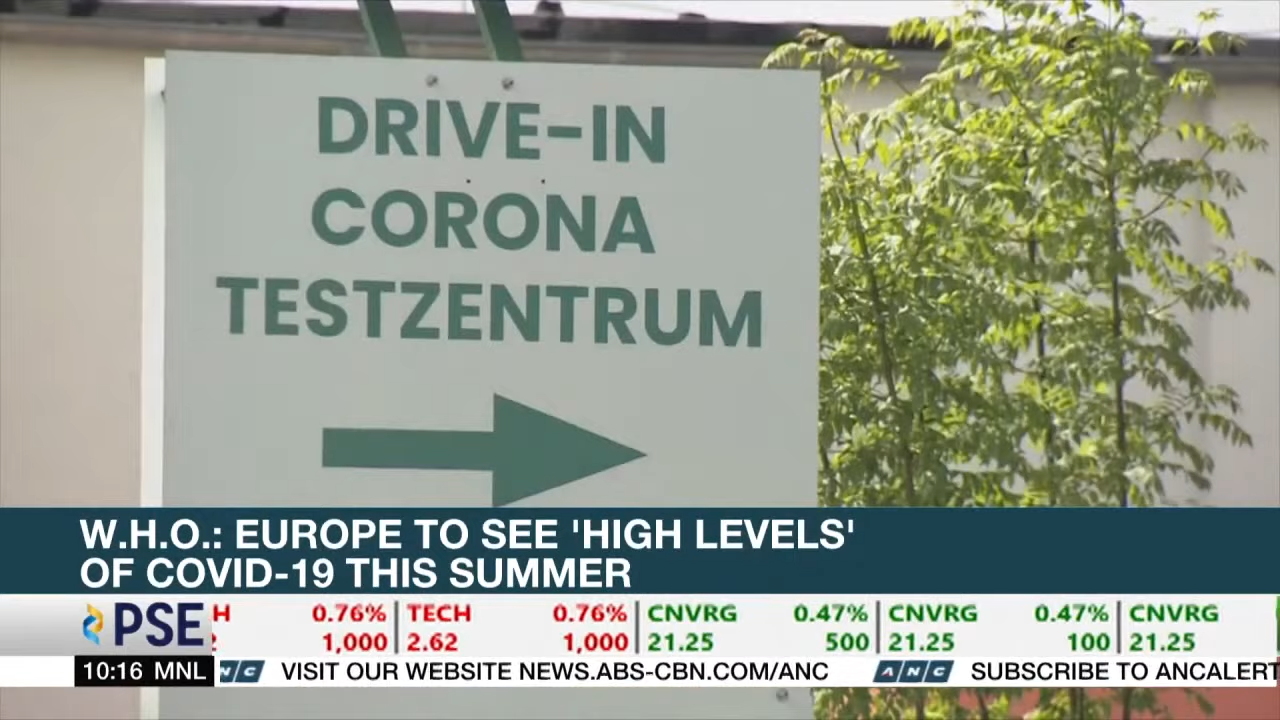 DRIVE-IN
CORONA
TESTZENTRUM
W.H.O.: EUROPE TO SEE 'HIGH LEVELS'
OF COVID-19 THIS SUMMER
PSE
H 0.76% TECH 0.76% CNVRG 0.47% CNVRG 0.47% CNVRG
1,000 2.62 1,000 21.25 500 21.25 100 21.25
10:16 MNL ANC VISIT OUR WEBSITE NEWS.ABS-CBN.COM/ANC ANC SUBSCRIBE TO ANCALERT